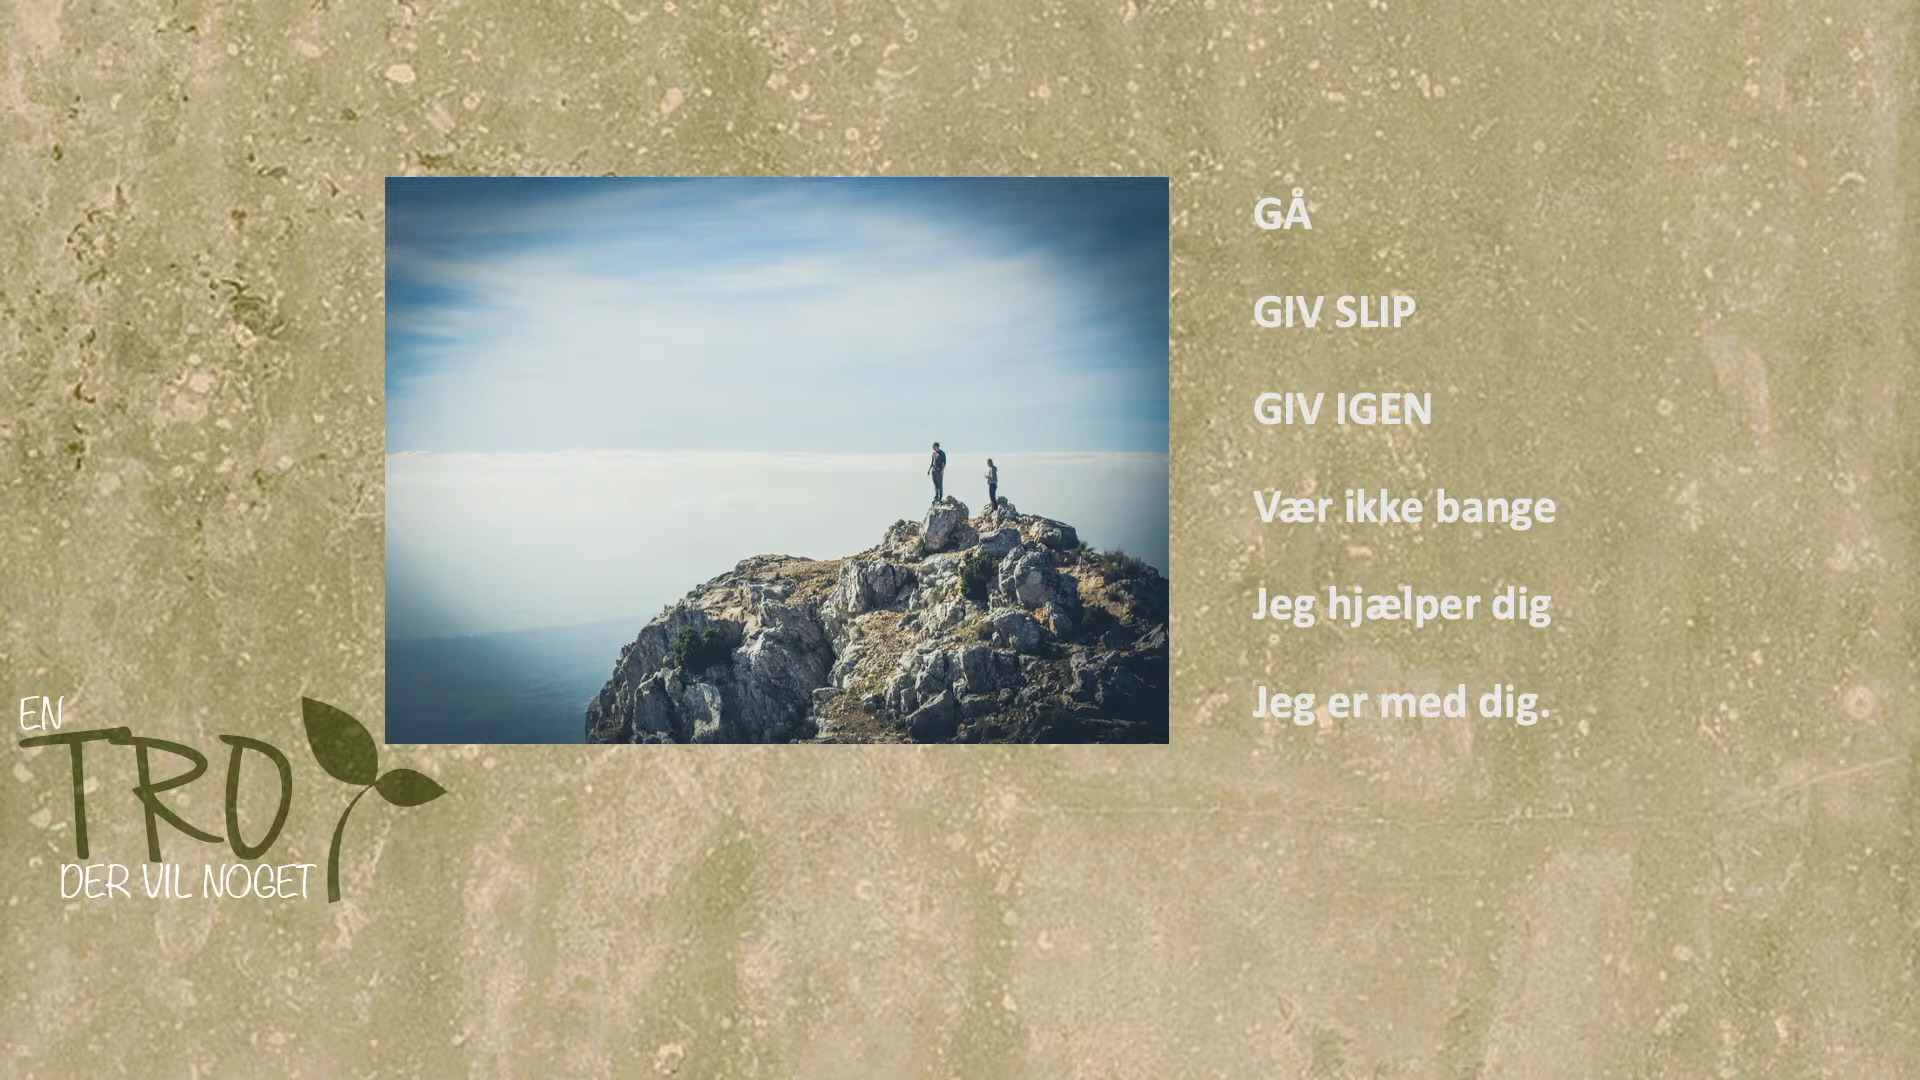 GÅ
GIV SLIP
GIV IGEN
Vær ikke bange
Jeg hjælper dig
Jeg er med dig.
EN
TRO
DER VIL NOGET